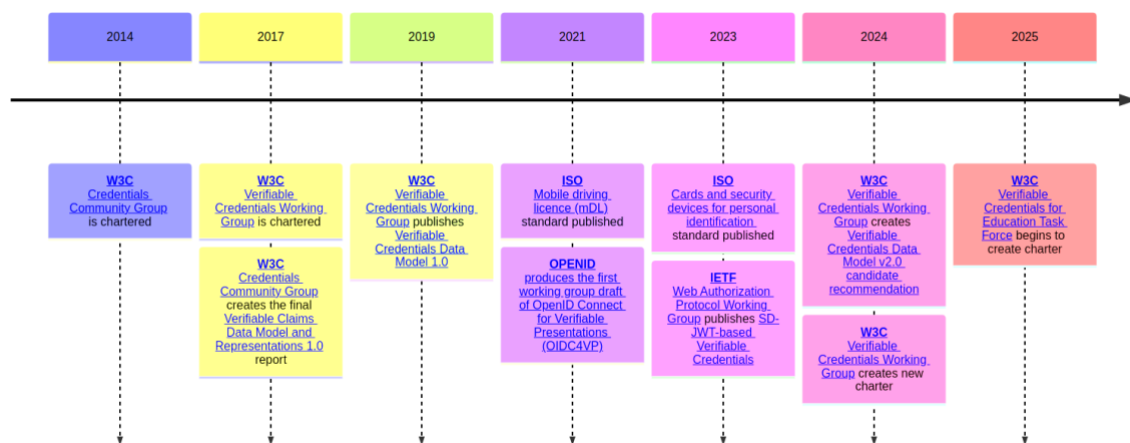 2014
2017
2019
2021
2023
2024
2025
W3C
Credentials
Community Group
is chartered
W3C
Verifiable
Credentials Working
Group is chartered
W3C
Credentials
Community Group
creates the final
Verifiable Claims
Data Model and
Representations 1.0
report
W3C
Verifiable
Credentials Working
Group publishes
Verifiable
Credentials Data
Model 1.0
ISO
Mobile driving
licence (mDL)
standard published
OPENID
produces the first
working group draft
of OpenID Connect
for Verifiable
Presentations
(OIDC4VP)
ISO
Cards and security
devices for personal
identification
standard published
IETF
Web Authorization
Protocol Working
Group publishes SD-
JWT-based
Verifiable
Credentials
W3C
Verifiable
Credentials Working
Group creates
Verifiable
Credentials Data
Model v2.0
candidate
recommendation
W3C
Verifiable
Credentials Working
Group creates new
charter
W3C
Verifiable
Credentials for
Education Task
Force begins to
create charter